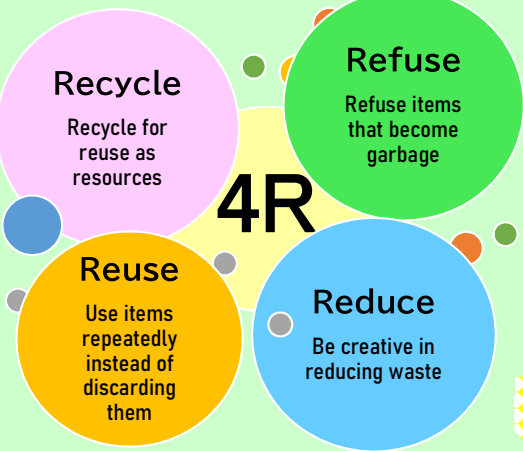 Recycle
Recycle for
reuse as
resources
Refuse
Refuse items
that become
garbage
4R
Reuse
Use items
repeatedly
instead of
discarding
them
Reduce
Be creative in
reducing waste